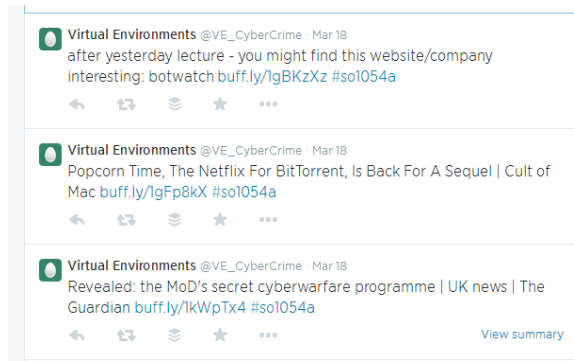 Virtual Environments @VE_CyberCrime · Mar 18
after yesterday lecture - you might find this website/company
interesting: botwatch buff.ly/1gBKzXz #so1054a
Virtual Environments @VE_CyberCrime · Mar 18
Popcorn Time, The Netflix For BitTorrent, Is Back For A Sequel | Cult of
Mac buff.ly/1gFp8kX #so1054a
Virtual Environments @VE_CyberCrime · Mar 18
Revealed: the MoD's secret cyberwarfare programme | UK news | The
Guardian buff.ly/1kWpTx4 #so1054a
View summary